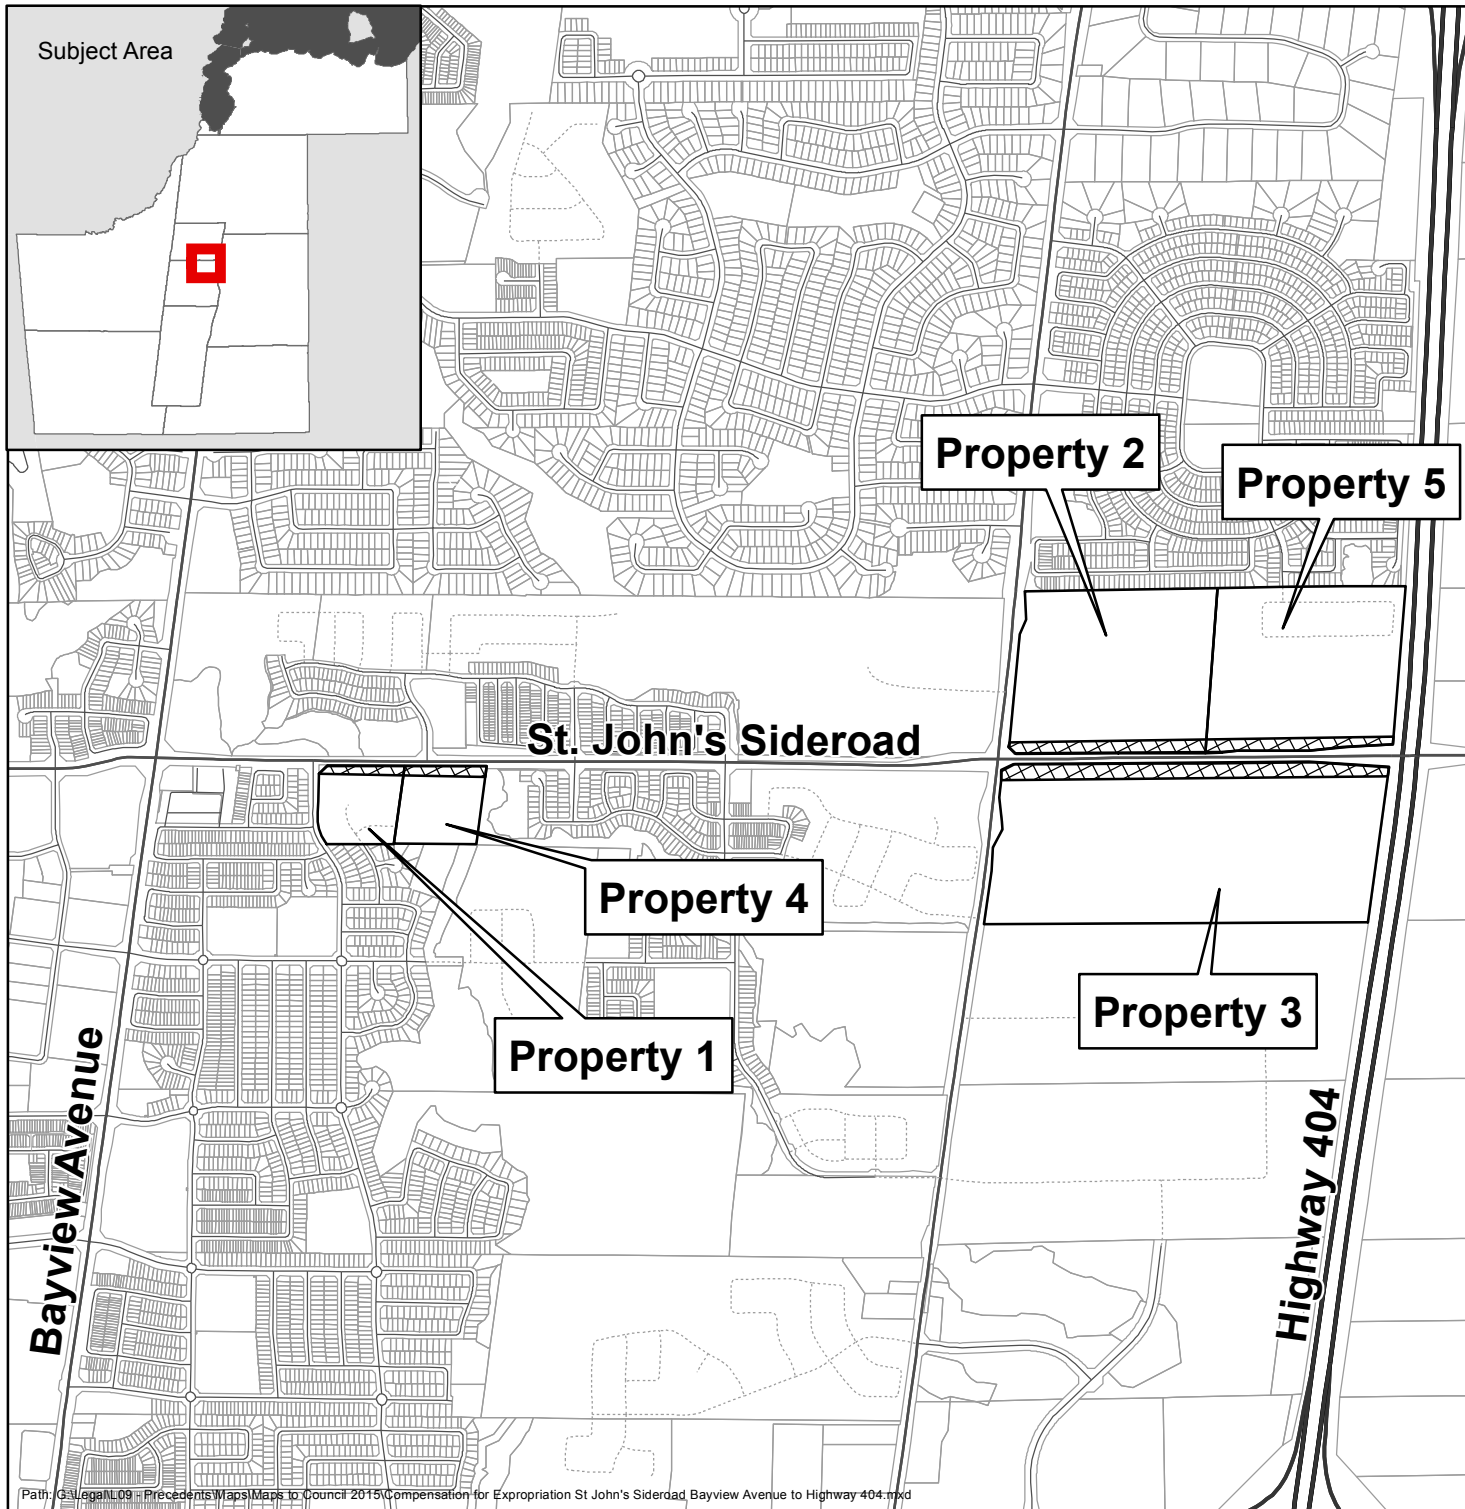 Subject Area
Property 2
Property 5
St. John's Sideroad
Property 4
Property 3
Property 1
Bayview Avenue
Highway 404
Path: G:\Legal\L09 - Precedents\Maps\Maps to Council 2015\Compensation for Expropriation St John's Sideroad Bayview Avenue to Highway 404.mxd